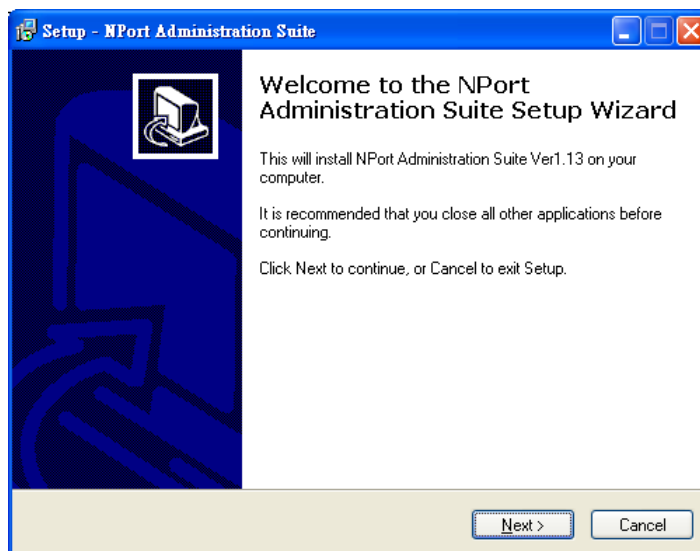 Setup - NPort Administration Suite
Welcome to the NPort
Administration Suite Setup Wizard
This will install NPort Administration Suite Ver1.13 on your
computer.
It is recommended that you close all other applications before
continuing.
Click Next to continue, or Cancel to exit Setup.
Next >
Cancel